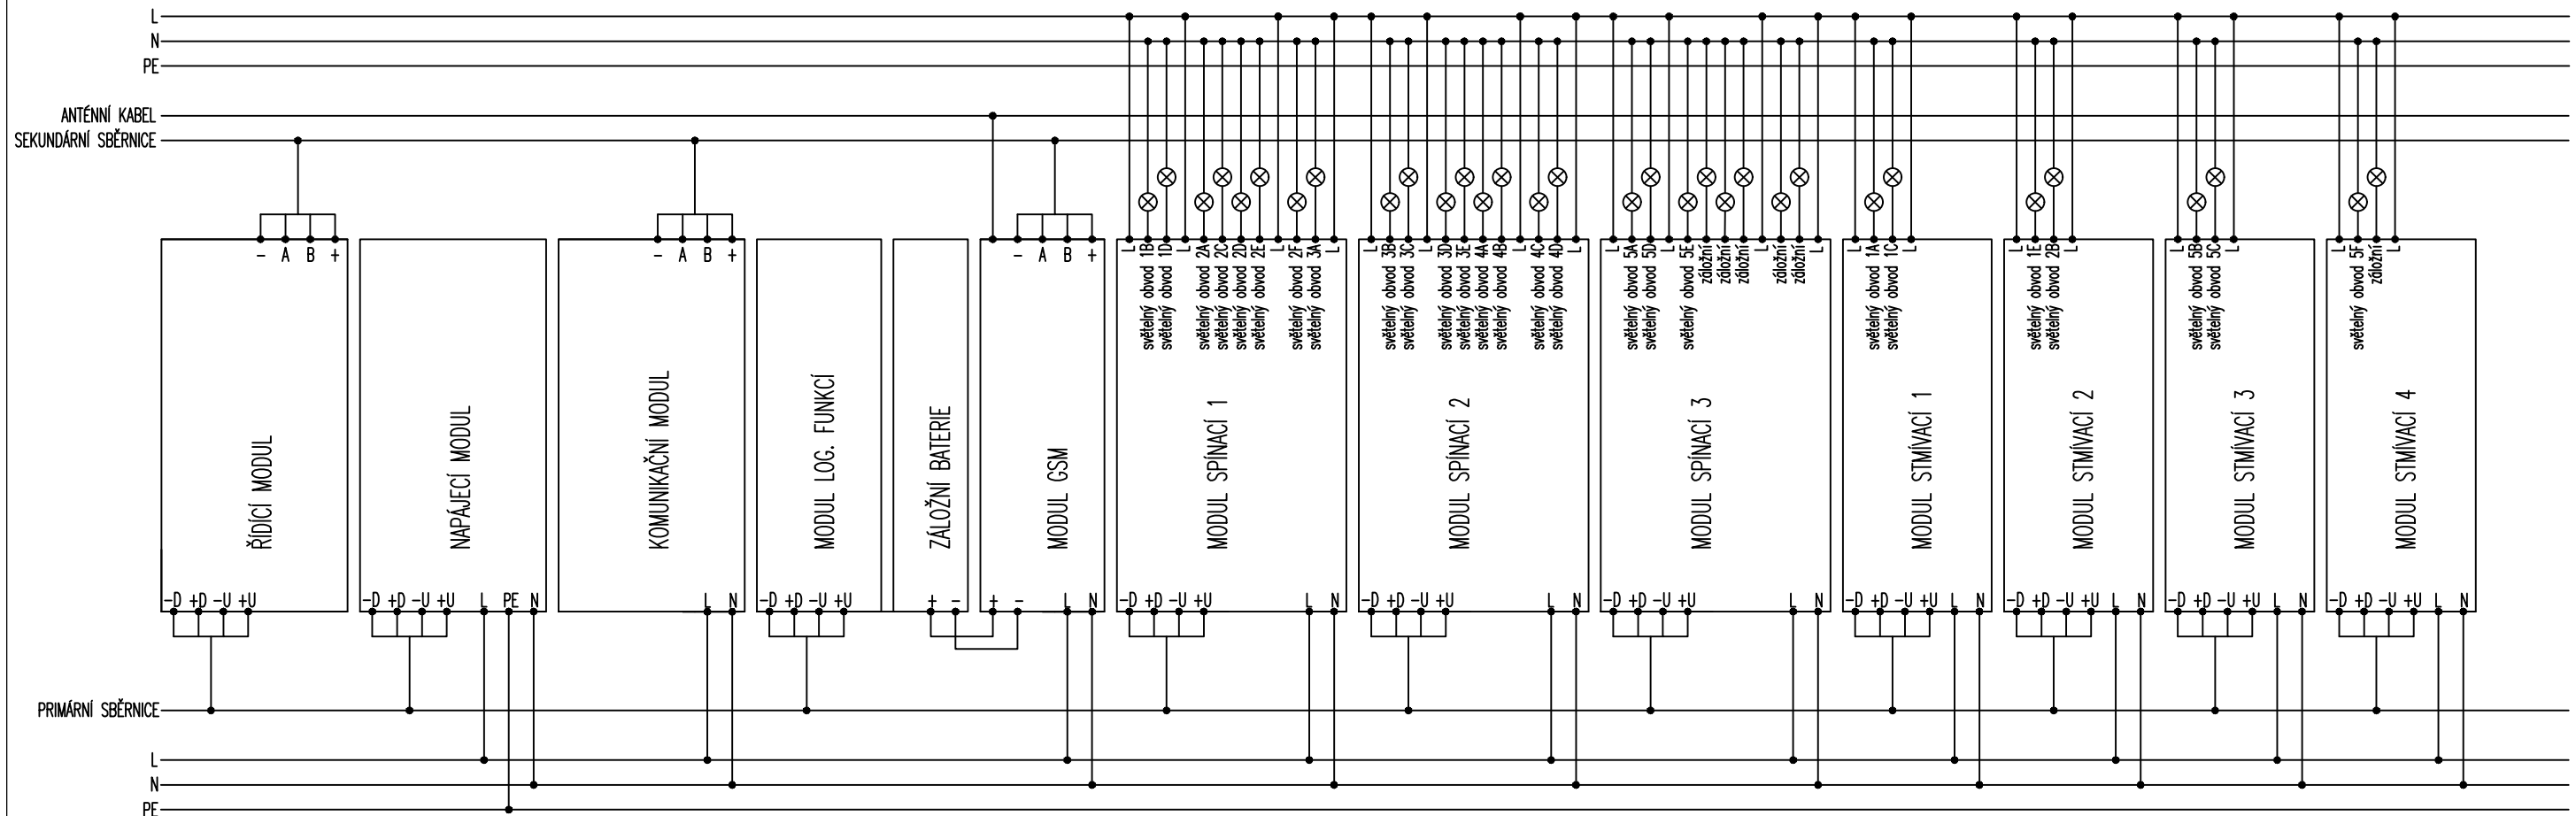 L
N
PE
ANTÉNNÍ KABEL
SEKUNDÁRNÍ SBĚRNICE
- A B +
- A B +
- A B +
L
světelný obvod 1B
světelný obvod 1D
L
světelný obvod 2A
světelný obvod 2C
světelný obvod 2D
světelný obvod 2E
L
světelný obvod 2F
světelný obvod 3A
L
L
světelný obvod 3B
světelný obvod 3C
L
světelný obvod 3D
světelný obvod 3E
světelný obvod 4A
světelný obvod 4B
L
světelný obvod 4C
světelný obvod 4D
L
L
světelný obvod 5A
světelný obvod 5D
L
světelný obvod 5E
záložní
záložní
záložní
L
záložní
záložní
L
L
světelný obvod 1A
světelný obvod 1C
L
L
světelný obvod 1E
světelný obvod 2B
L
L
světelný obvod 5B
světelný obvod 5C
L
L
světelný obvod 5F
záložní
L
ŘÍDÍCÍ MODUL
NAPÁJECÍ MODUL
KOMUNIKAČNÍ MODUL
MODUL LOG. FUNKCÍ
ZÁLOŽNÍ BATERIE
MODUL GSM
MODUL SPÍNACÍ 1
MODUL SPÍNACÍ 2
MODUL SPÍNACÍ 3
MODUL STMÍVACÍ 1
MODUL STMÍVACÍ 2
MODUL STMÍVACÍ 3
MODUL STMÍVACÍ 4
-D +D -U +U
-D +D -U +U L PE N
L N
-D +D -U +U
+ -
+ - L N
-D +D -U +U L N
-D +D -U +U L N
-D +D -U +U L N
-D +D -U +U L N
-D +D -U +U L N
-D +D -U +U L N
-D +D -U +U L N
PRIMÁRNÍ SBĚRNICE
L
N
PE